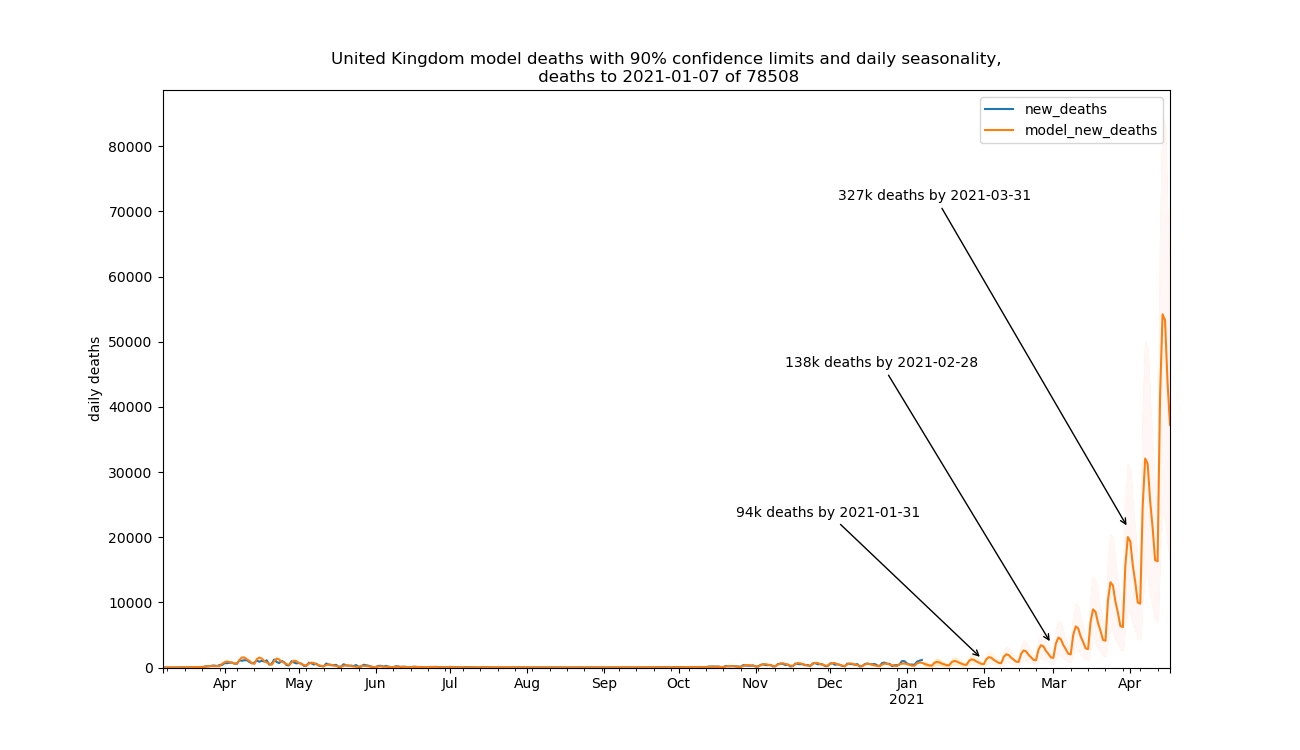 United Kingdom model deaths with 90% confidence limits and daily seasonality,
deaths to 2021-01-07 of 78508
new_deaths
model_new_deaths
80000
70000
60000
50000
40000
30000
20000
10000
0
daily deaths
327k deaths by 2021-03-31
138k deaths by 2021-02-28
94k deaths by 2021-01-31
Apr May Jun Jul Aug Sep Oct Nov Dec Jan Feb Mar Apr
2021